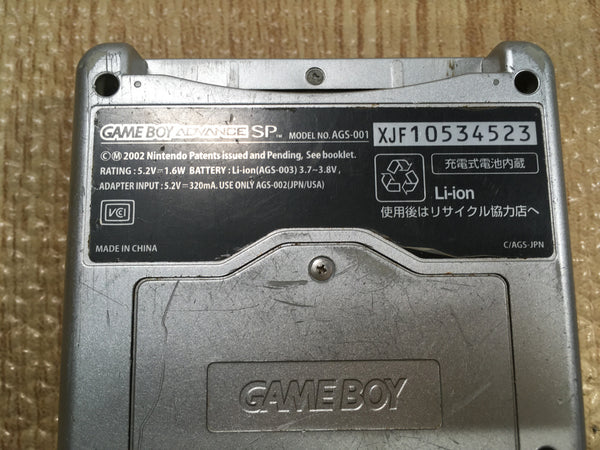 GAME BOY ADVANCE SP™ MODEL NO. AGS-001 XJF10534523
©Ⓜ 2002 Nintendo Patents issued and Pending, See booklet.
RATING : 5.2V⎓1.6W BATTERY : Li-ion(AGS-003) 3.7~3.8V,
ADAPTER INPUT : 5.2V⎓320mA. USE ONLY AGS-002(JPN/USA)
充電式電池内蔵
Li-ion
使用後はリサイクル協力店へ
VCI
MADE IN CHINA
C/AGS-JPN
GAME BOY